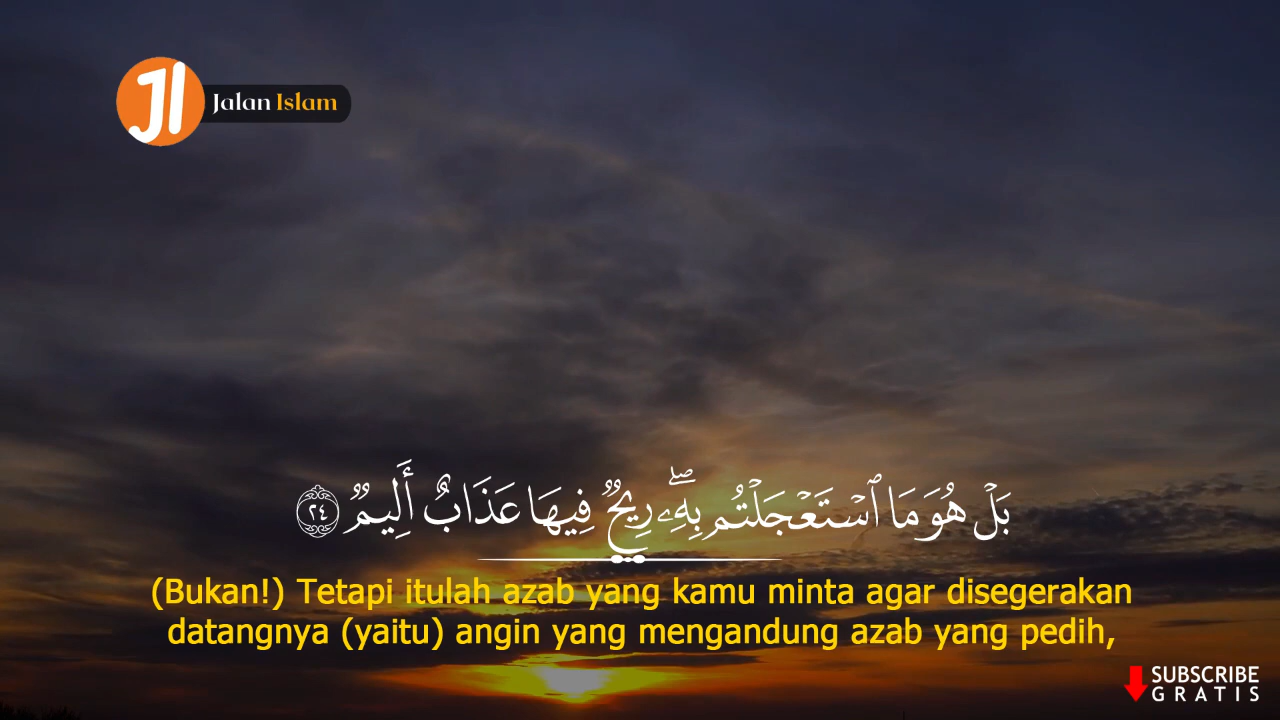 JI Jalan Islam
بَلْ هُوَ مَا ٱسْتَعْجَلْتُم بِهِۦ ۖ رِيحٌ فِيهَا عَذَابٌ أَلِيمٌ ٢٤
(Bukan!) Tetapi itulah azab yang kamu minta agar disegerakan
datangnya (yaitu) angin yang mengandung azab yang pedih,
SUBSCRIBE
GRATIS